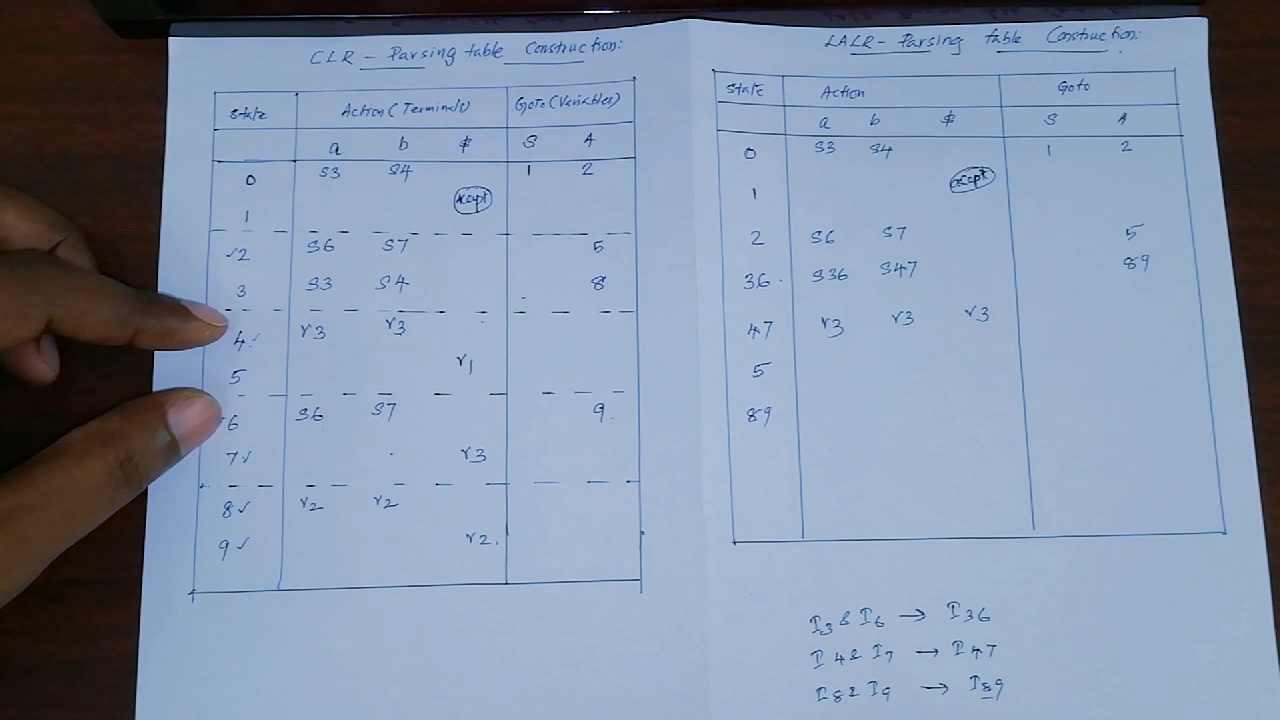 CLR - Parsing table Construction:
State Action (Terminals) GOTO (Variables)
a b $ S A
0 S3 S4 1 2
1 accept
2 S6 S7 5
3 S3 S4 8
4 r3 r3
5 r1
6 S6 S7 9
7 r3
8 r2 r2
9 r2
LALR - Parsing table Construction:
State Action Goto
a b $ S A
0 S3 S4 1 2
1 accept
2 S6 S7 5
36 S36 S47 89
47 r3 r3 r3
5
89
I3 & I6 → I36
I4 & I7 → I47
I8 & I9 → I89